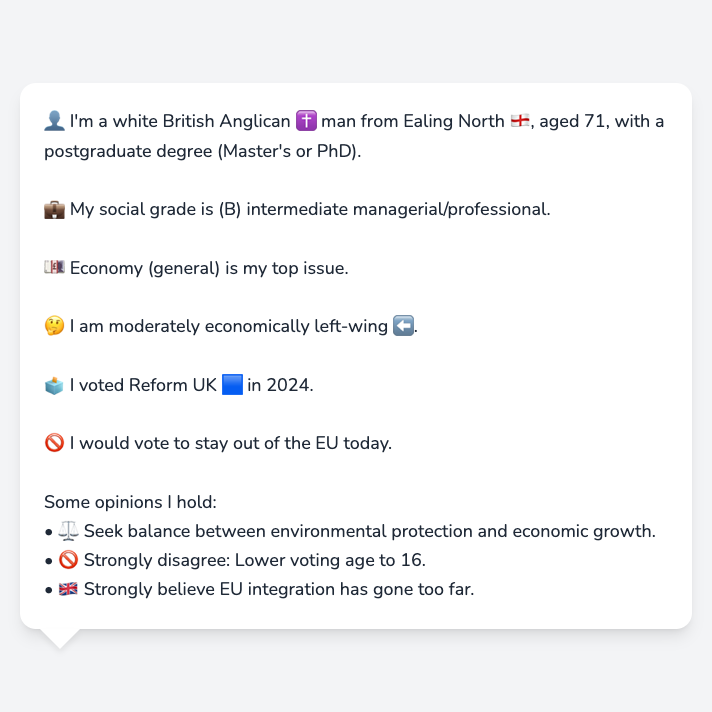 👤 I'm a white British Anglican ✝️ man from Ealing North 🏴󠁧󠁢󠁥󠁮󠁧󠁿, aged 71, with a
postgraduate degree (Master's or PhD).
💼 My social grade is (B) intermediate managerial/professional.
💷 Economy (general) is my top issue.
🤔 I am moderately economically left-wing ⬅️.
🗳️ I voted Reform UK 🟦 in 2024.
🚫 I would vote to stay out of the EU today.
Some opinions I hold:
• ⚖️ Seek balance between environmental protection and economic growth.
• 🚫 Strongly disagree: Lower voting age to 16.
• 🇬🇧 Strongly believe EU integration has gone too far.